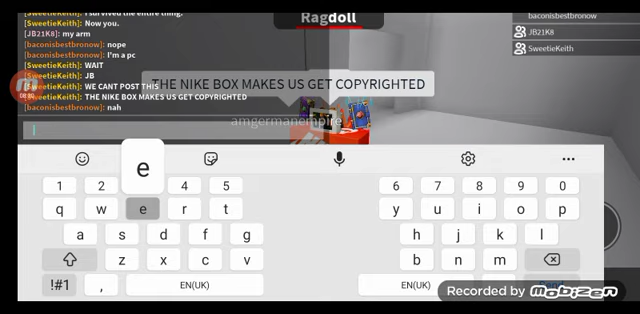 [SweetieKeith]: I survived the entire thing.
[SweetieKeith]: Now you.
[JB21K8]: my arm
[baconisbestbronow]: nope
[baconisbestbronow]: I'm a pc
[SweetieKeith]: WAIT
[SweetieKeith]: JB
[SweetieKeith]: WE CANT POST THIS
[SweetieKeith]: THE NIKE BOX MAKES US GET COPYRIGHTED
[baconisbestbronow]: nah
Ragdoll
THE NIKE BOX MAKES US GET COPYRIGHTED
amgermanempire
baconisbestbronow
JB21K8
SweetieKeith
e
1 2 4 5 6 7 8 9 0
q w e r t y u i o p
a s d f g h j k l
z x c v b n m
!#1 , EN(UK) EN(UK)
Recorded by Mobizen